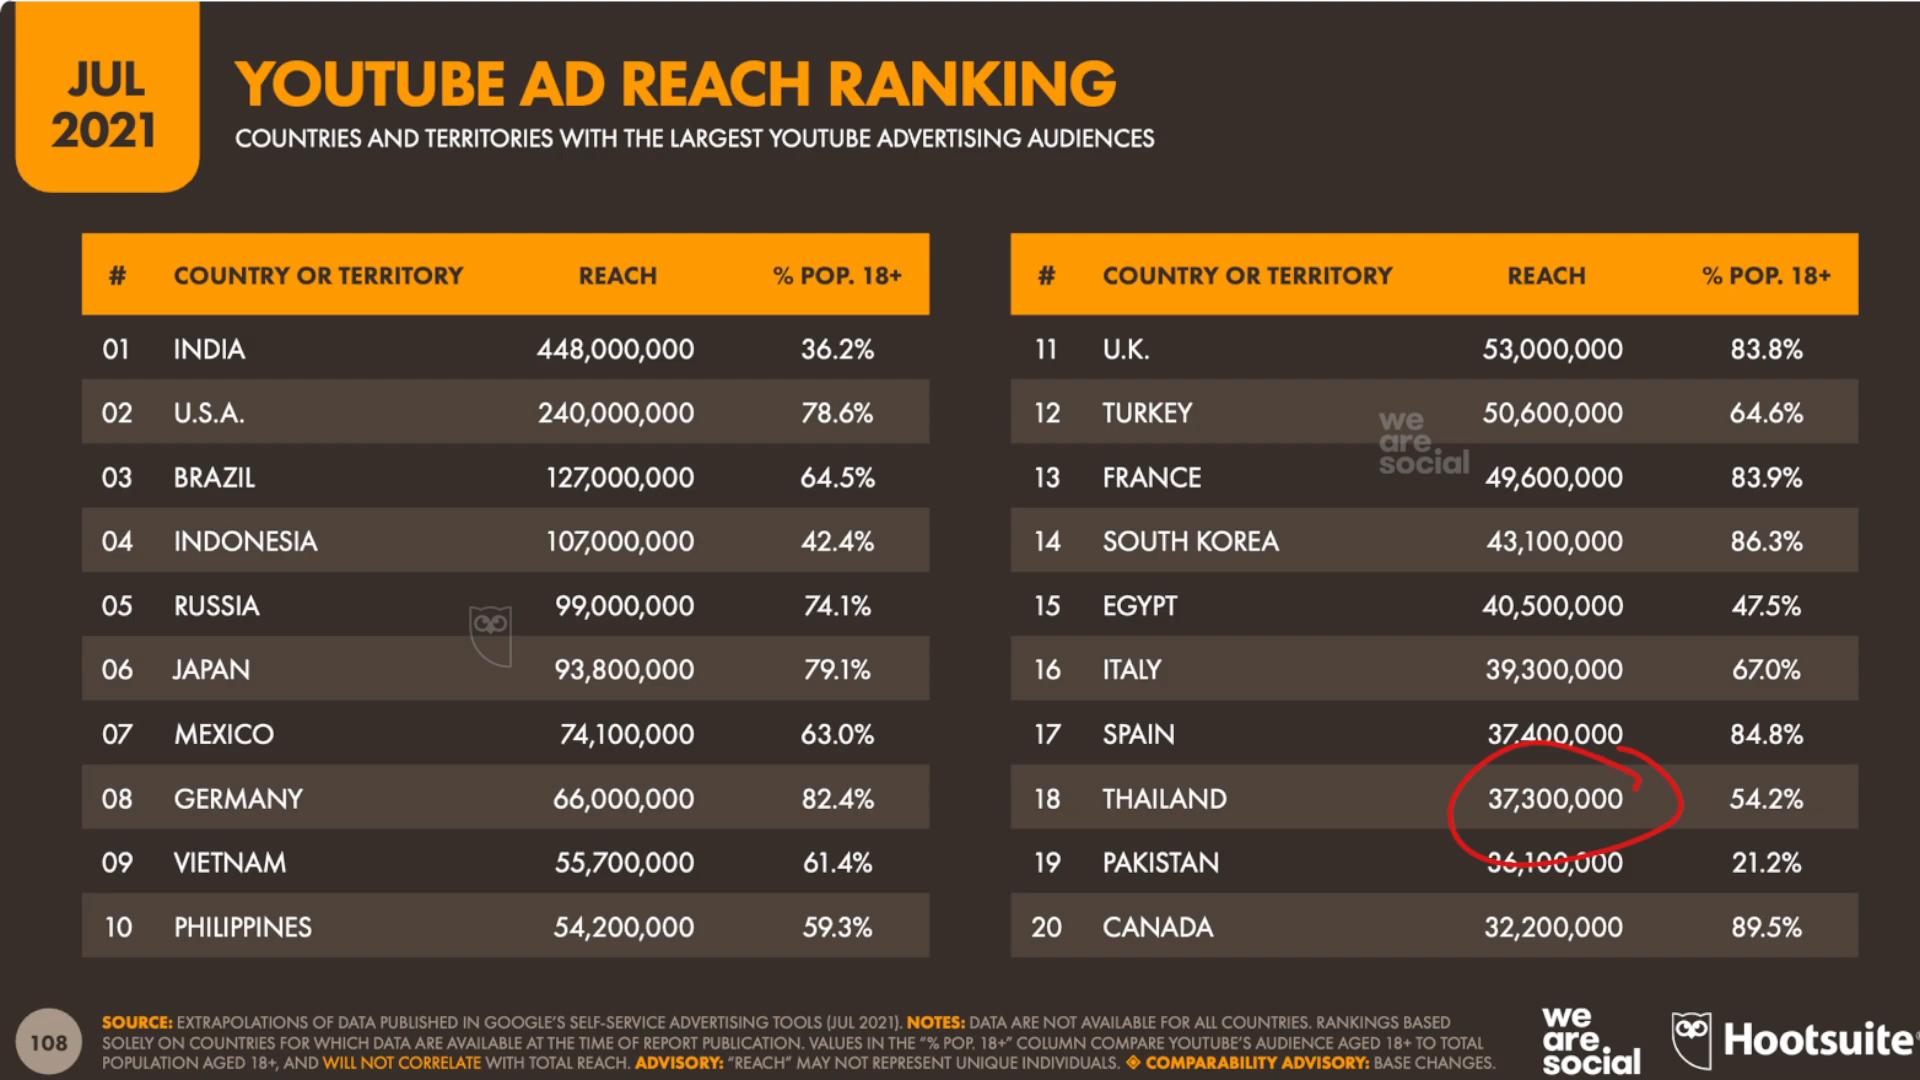 JUL
2021
YOUTUBE AD REACH RANKING
COUNTRIES AND TERRITORIES WITH THE LARGEST YOUTUBE ADVERTISING AUDIENCES
# COUNTRY OR TERRITORY REACH % POP. 18+
01 INDIA 448,000,000 36.2%
02 U.S.A. 240,000,000 78.6%
03 BRAZIL 127,000,000 64.5%
04 INDONESIA 107,000,000 42.4%
05 RUSSIA 99,000,000 74.1%
06 JAPAN 93,800,000 79.1%
07 MEXICO 74,100,000 63.0%
08 GERMANY 66,000,000 82.4%
09 VIETNAM 55,700,000 61.4%
10 PHILIPPINES 54,200,000 59.3%
# COUNTRY OR TERRITORY REACH % POP. 18+
11 U.K. 53,000,000 83.8%
12 TURKEY 50,600,000 64.6%
13 FRANCE 49,600,000 83.9%
14 SOUTH KOREA 43,100,000 86.3%
15 EGYPT 40,500,000 47.5%
16 ITALY 39,300,000 67.0%
17 SPAIN 37,400,000 84.8%
18 THAILAND 37,300,000 54.2%
19 PAKISTAN 36,100,000 21.2%
20 CANADA 32,200,000 89.5%
we
are
social
108
SOURCE: EXTRAPOLATIONS OF DATA PUBLISHED IN GOOGLE'S SELF-SERVICE ADVERTISING TOOLS (JUL 2021). NOTES: DATA ARE NOT AVAILABLE FOR ALL COUNTRIES. RANKINGS BASED
SOLELY ON COUNTRIES FOR WHICH DATA ARE AVAILABLE AT THE TIME OF REPORT PUBLICATION. VALUES IN THE "% POP. 18+" COLUMN COMPARE YOUTUBE'S AUDIENCE AGED 18+ TO TOTAL
POPULATION AGED 18+, AND WILL NOT CORRELATE WITH TOTAL REACH. ADVISORY: "REACH" MAY NOT REPRESENT UNIQUE INDIVIDUALS. ◈ COMPARABILITY ADVISORY: BASE CHANGES.
we
are
social
Hootsuite